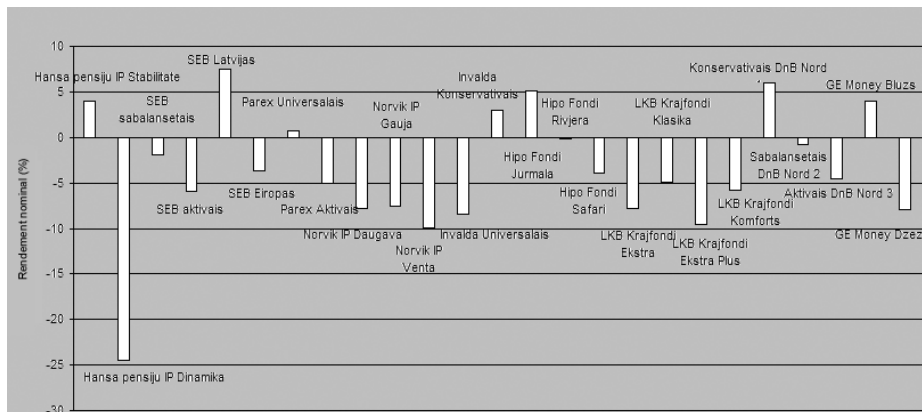 10
5
0
-5
-10
-15
-20
-25
-30
Rendement nominal (%)
Hansa pensiju IP Stabilitate
Hansa pensiju IP Dinamika
SEB
sabalansetais
SEB aktivais
SEB Latvijas
SEB Eiropas
Parex Universalais
Parex Aktivais
Norvik IP Daugava
Norvik IP
Gauja
Norvik IP
Venta
Invalda Universalais
Invalda
Konservativais
Hipo Fondi
Jurmala
Hipo Fondi
Rivjera
Hipo Fondi
Safari
LKB Krajfondi
Ekstra
LKB Krajfondi
Klasika
LKB Krajfondi
Ekstra Plus
LKB Krajfondi
Komforts
Konservativais DnB Nord
Sabalansetais
DnB Nord 2
Aktivais DnB Nord 3
GE Money Bluzs
GE Money Dzez